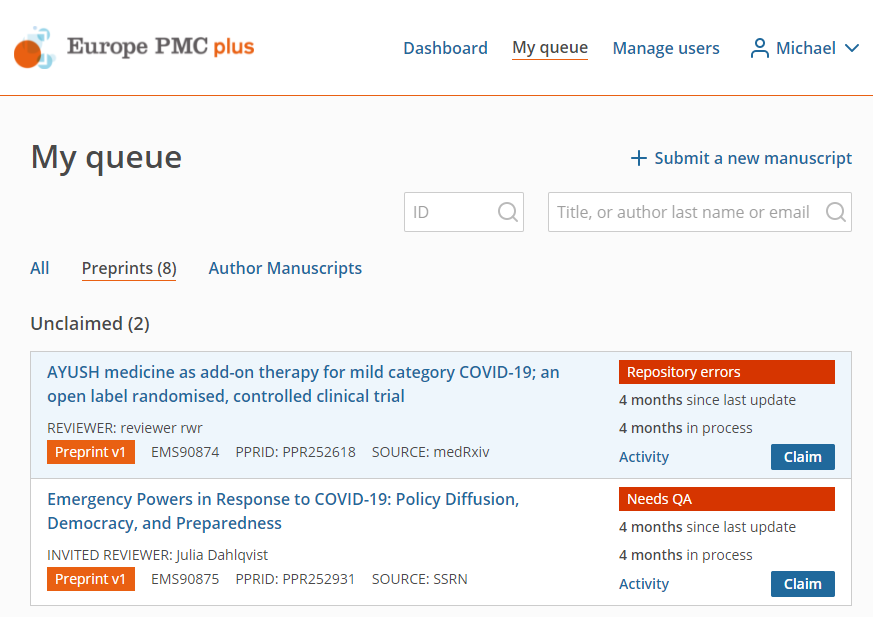 Europe PMC plus
Dashboard
My queue
Manage users
Michael
My queue
Submit a new manuscript
ID
Title, or author last name or email
All
Preprints (8)
Author Manuscripts
Unclaimed (2)
AYUSH medicine as add-on therapy for mild category COVID-19; an
open label randomised, controlled clinical trial
REVIEWER: reviewer rwr
Preprint v1 EMS90874 PPRID: PPR252618 SOURCE: medRxiv
Repository errors
4 months since last update
4 months in process
Activity
Claim
Emergency Powers in Response to COVID-19: Policy Diffusion,
Democracy, and Preparedness
INVITED REVIEWER: Julia Dahlqvist
Preprint v1 EMS90875 PPRID: PPR252931 SOURCE: SSRN
Needs QA
4 months since last update
4 months in process
Activity
Claim